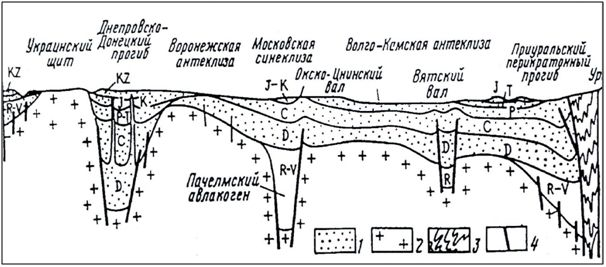 Украинский
щит
Днепровско-
Донецкий
прогиб
Воронежская
антеклиза
Московская
синеклиза
Окско-Цнинский
вал
Волго-Камская антеклиза
Вятский
вал
Приуральский
перикратонный
прогиб
Ур
KZ
KZ
J-K
J
T
P
R-V
K
C
C
C
D
D
D
D
R-V
R
R-V
Пачелмский
авлакоген
1
2
3
4